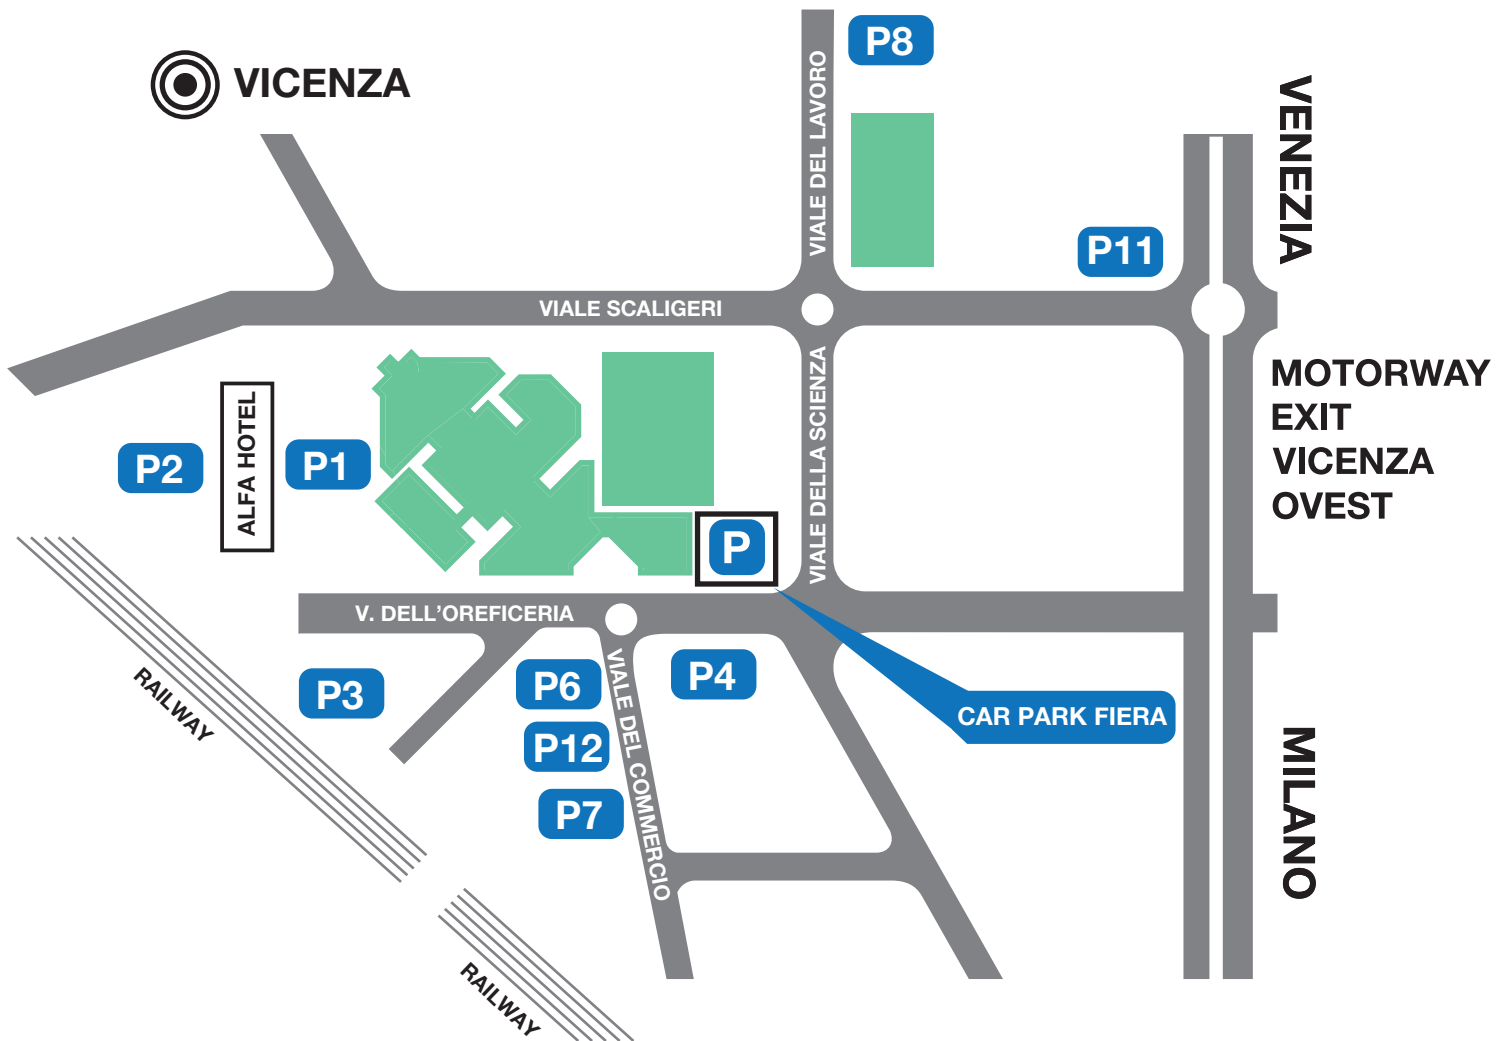 P8
VICENZA
VIALE DEL LAVORO
VENEZIA
P11
VIALE SCALIGERI
MOTORWAY
EXIT
VICENZA
OVEST
VIALE DELLA SCIENZA
P2
ALFA HOTEL
P1
P
V. DELL'OREFICERIA
RAILWAY
P3
P6
VIALE DEL COMMERCIO
P4
CAR PARK FIERA
P12
P7
MILANO
RAILWAY